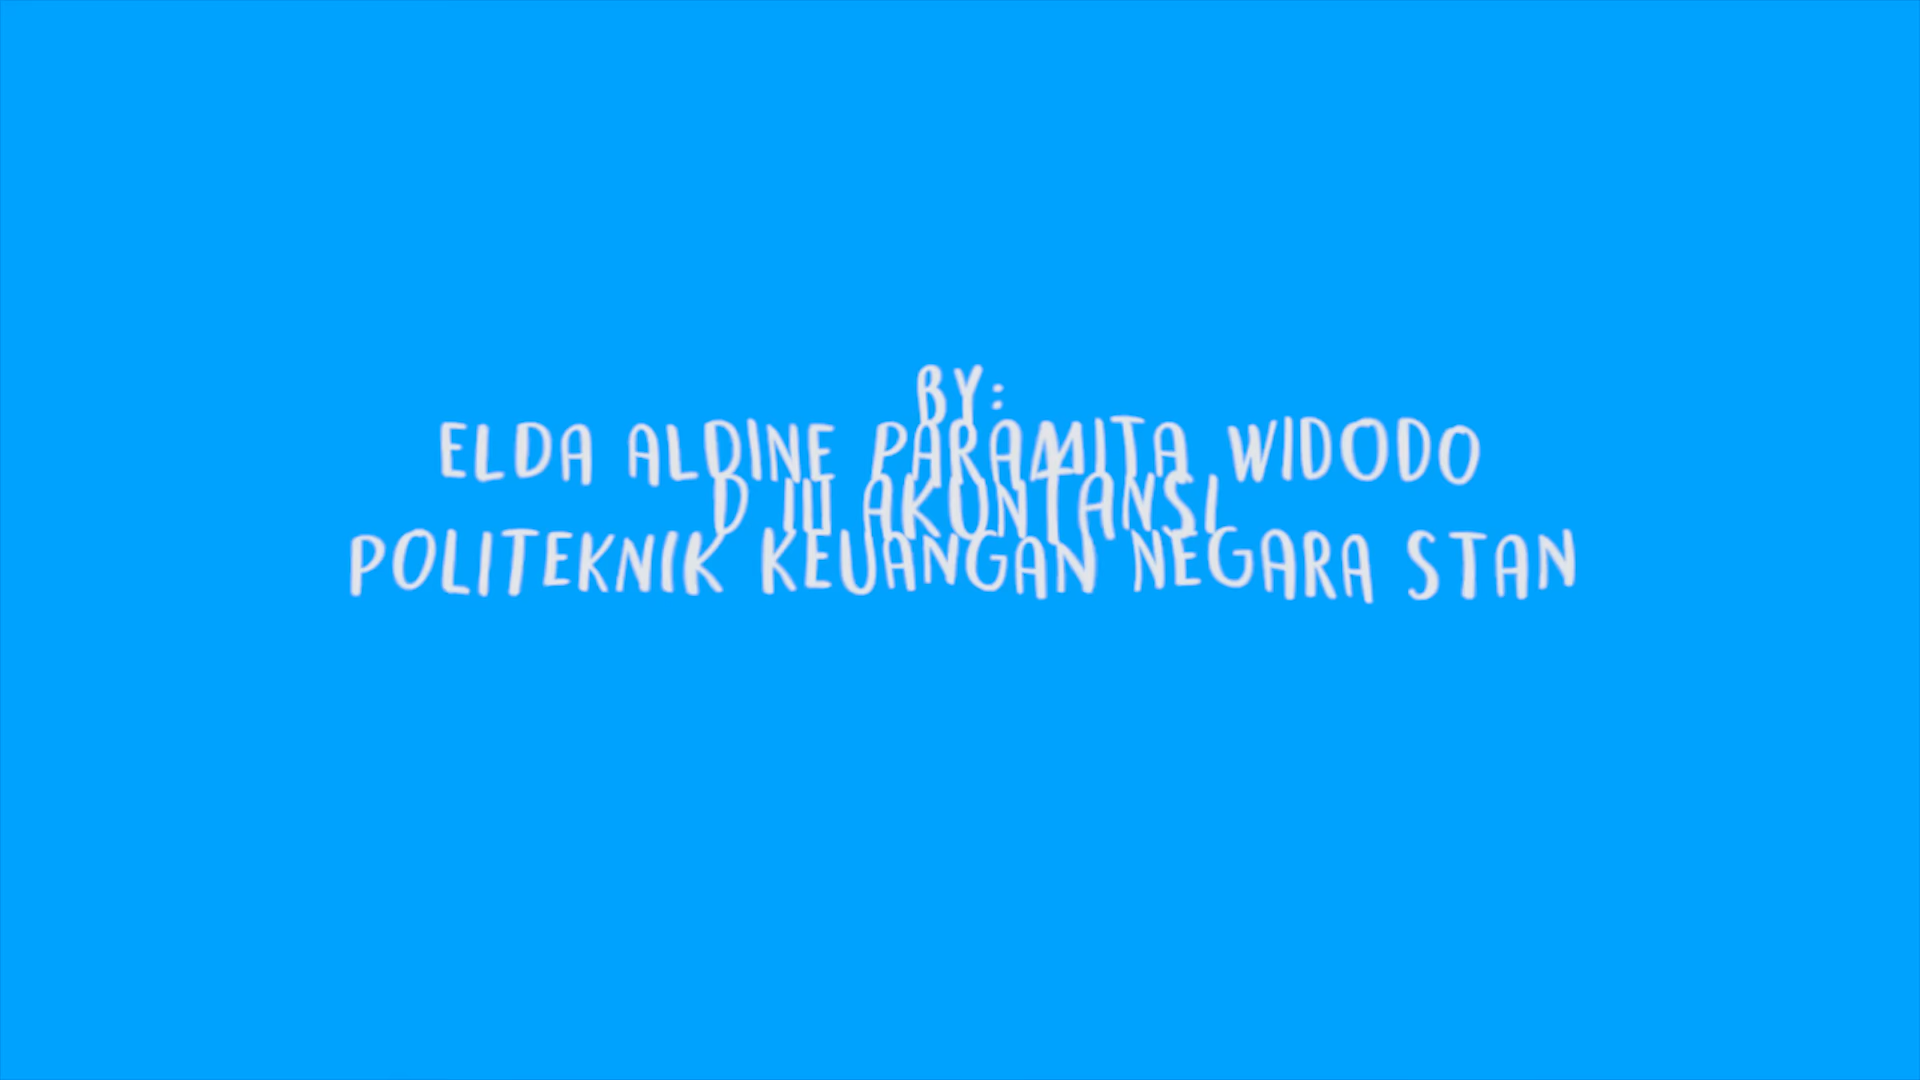 BY:
ELDA ALDINE PARAMITA WIDODO
D III AKUNTANSI
POLITEKNIK KEUANGAN NEGARA STAN